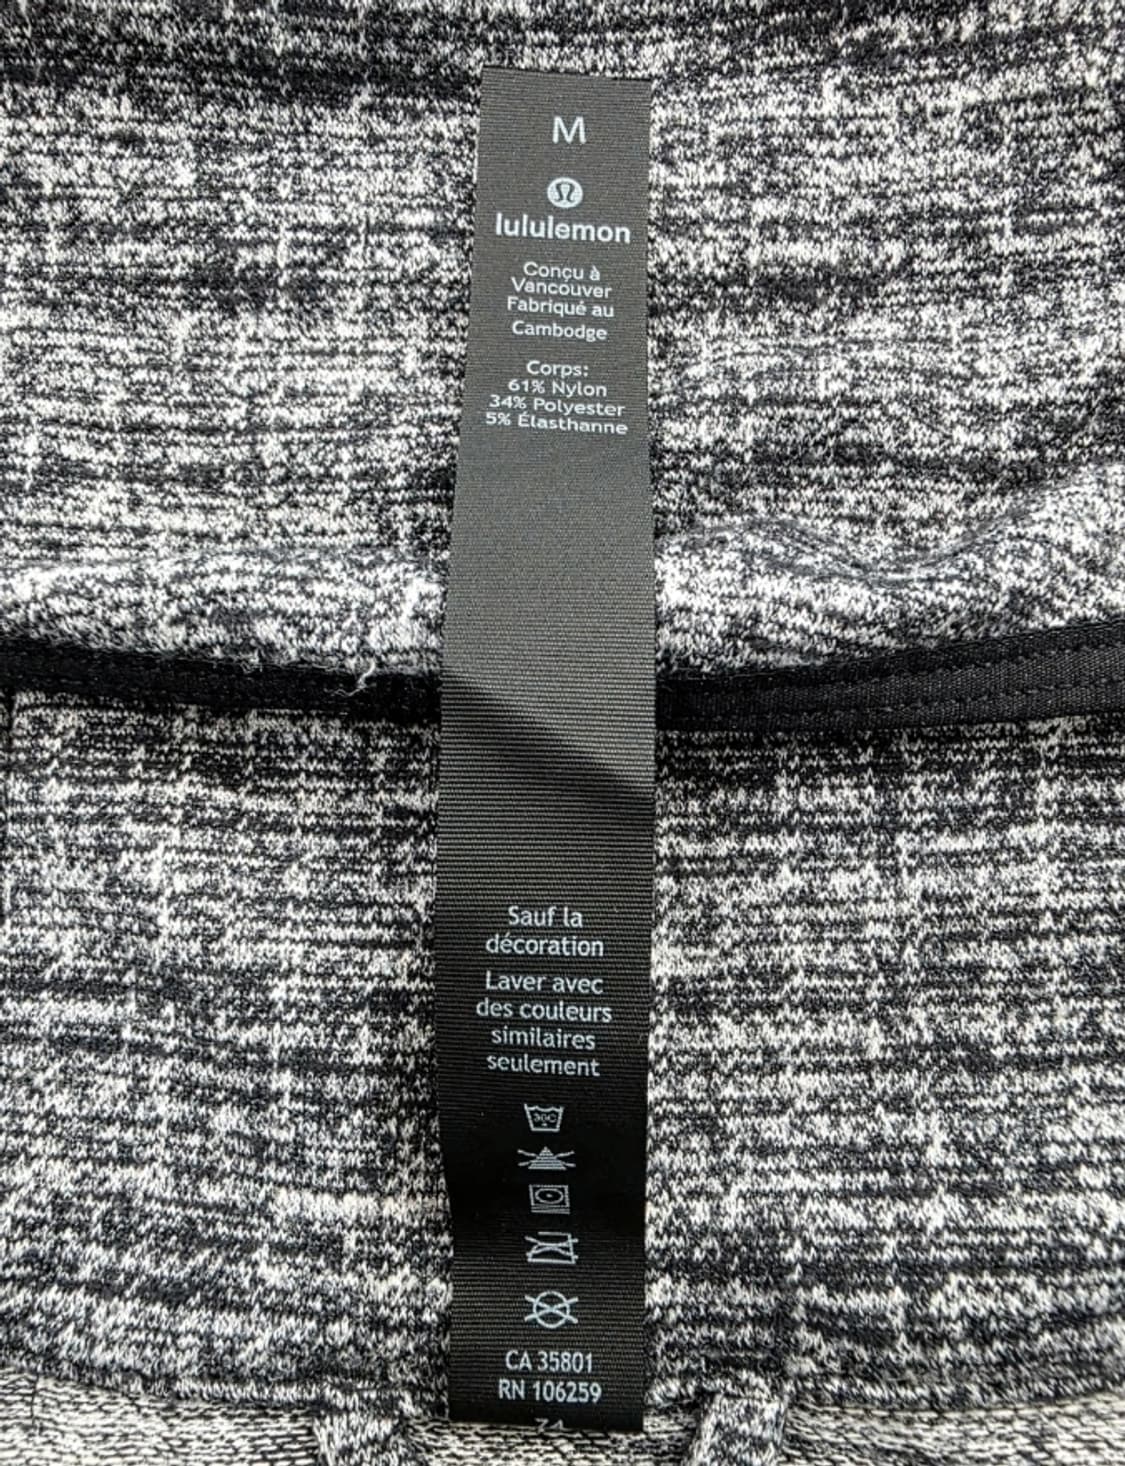 M
lululemon
Conçu à
Vancouver
Fabriqué au
Cambodge
Corps:
61% Nylon
34% Polyester
5% Élasthanne
Sauf la
décoration
Laver avec
des couleurs
similaires
seulement
30C
CA 35801
RN 106259